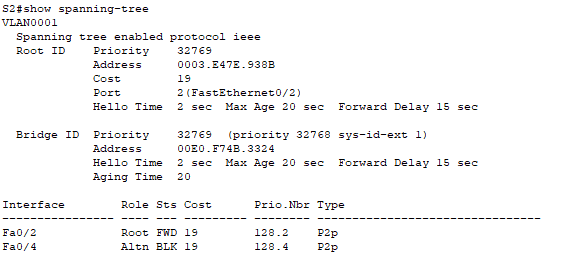 S2#show spanning-tree
VLAN0001
  Spanning tree enabled protocol ieee
  Root ID    Priority    32769
             Address     0003.E47E.938B
             Cost        19
             Port        2(FastEthernet0/2)
             Hello Time  2 sec  Max Age 20 sec  Forward Delay 15 sec

  Bridge ID  Priority    32769  (priority 32768 sys-id-ext 1)
             Address     00E0.F74B.3324
             Hello Time  2 sec  Max Age 20 sec  Forward Delay 15 sec
             Aging Time  20

Interface        Role Sts Cost      Prio.Nbr Type
---------------- ---- --- --------- -------- --------------------------------
Fa0/2            Root FWD 19        128.2    P2p
Fa0/4            Altn BLK 19        128.4    P2p